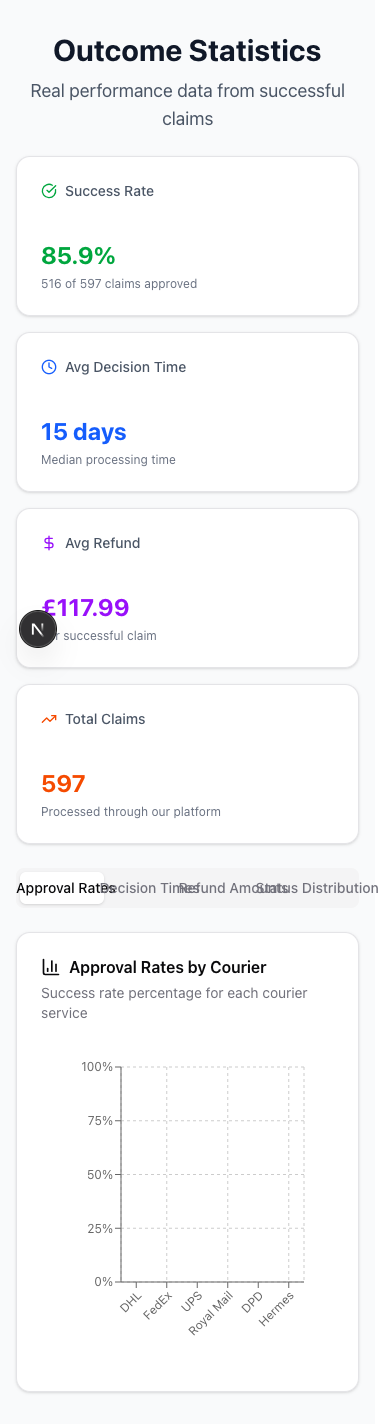 Outcome Statistics
Real performance data from successful
claims
Success Rate
85.9%
516 of 597 claims approved
Avg Decision Time
15 days
Median processing time
Avg Refund
£117.99
r successful claim
N
Total Claims
597
Processed through our platform
Approval Rates Decision Times Refund Amounts Status Distribution
Approval Rates by Courier
Success rate percentage for each courier
service
100%
75%
50%
25%
0%
DHL FedEx UPS Royal Mail DPD Hermes